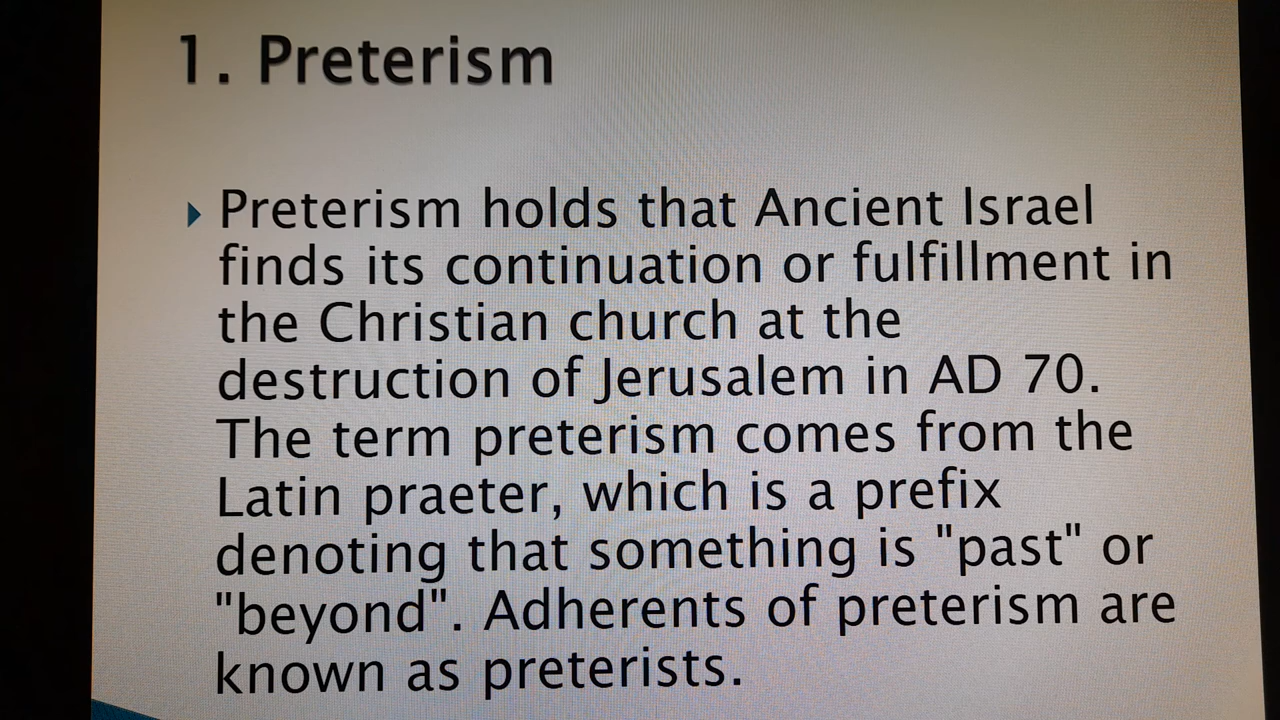 1. Preterism
Preterism holds that Ancient Israel
finds its continuation or fulfillment in
the Christian church at the
destruction of Jerusalem in AD 70.
The term preterism comes from the
Latin praeter, which is a prefix
denoting that something is "past" or
"beyond". Adherents of preterism are
known as preterists.